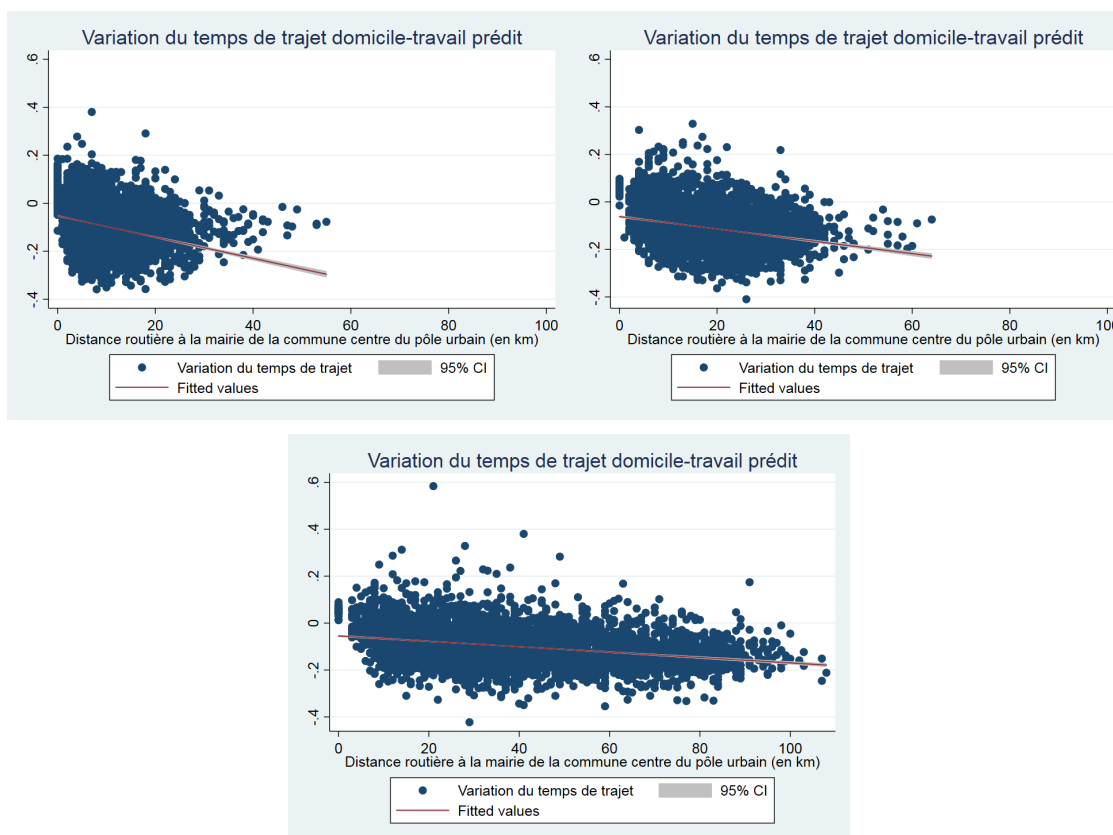 Variation du temps de trajet domicile-travail prédit
.6
.4
.2
0
-.2
-.4
0 20 40 60 80 100
Distance routière à la mairie de la commune centre du pôle urbain (en km)
Variation du temps de trajet 95% CI
Fitted values
Variation du temps de trajet domicile-travail prédit
.6
.4
.2
0
-.2
-.4
0 20 40 60 80 100
Distance routière à la mairie de la commune centre du pôle urbain (en km)
Variation du temps de trajet 95% CI
Fitted values
Variation du temps de trajet domicile-travail prédit
.6
.4
.2
0
-.2
-.4
0 20 40 60 80 100
Distance routière à la mairie de la commune centre du pôle urbain (en km)
Variation du temps de trajet 95% CI
Fitted values